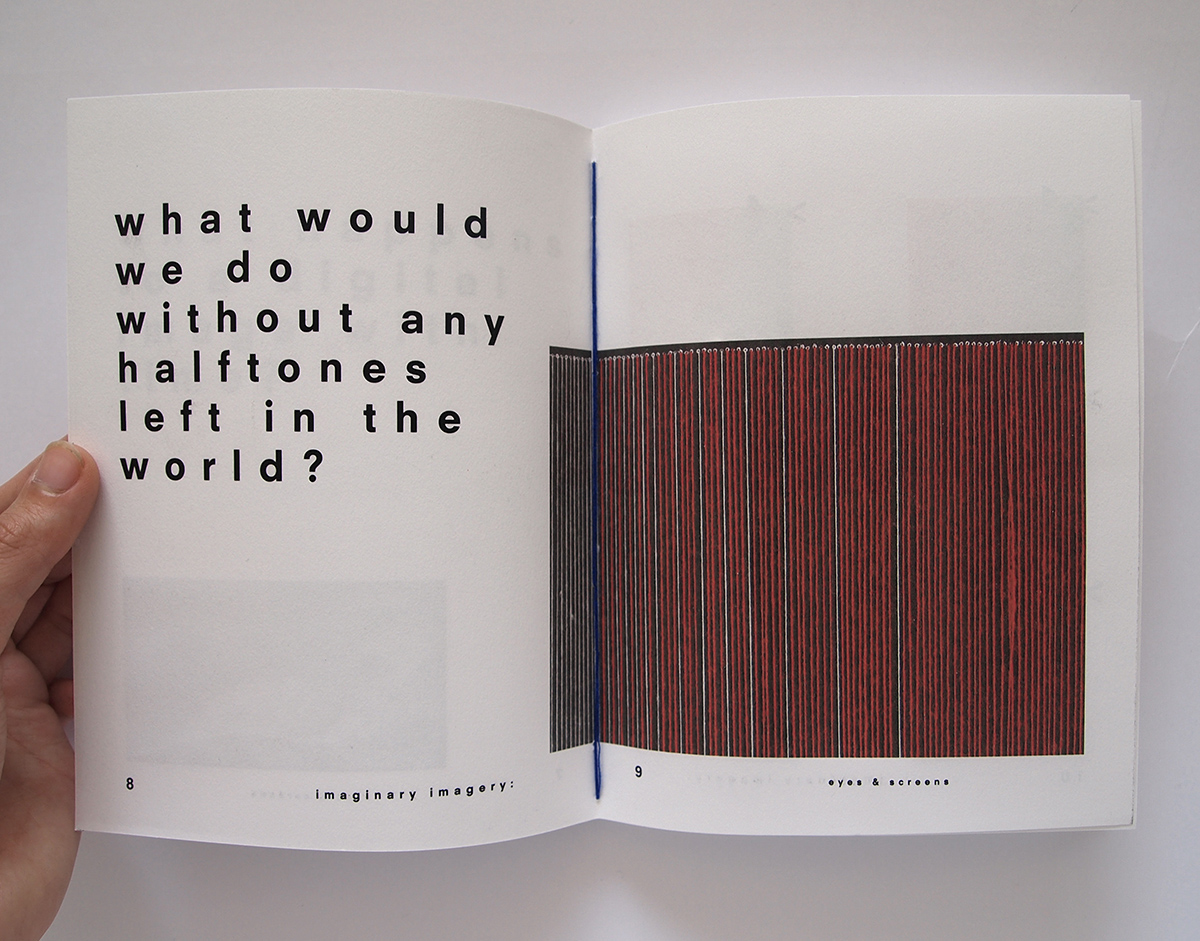 what would
we do
without any
halftones
left in the
world?
8
imaginary imagery:
9
eyes & screens